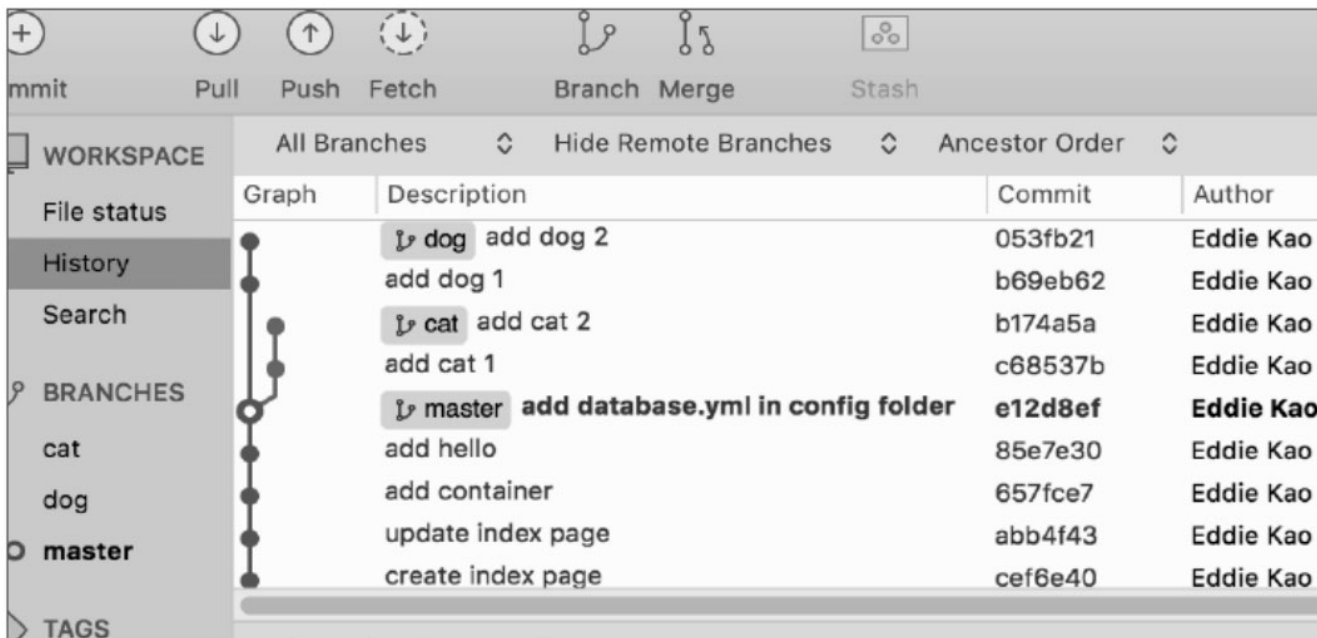 mmit Pull Push Fetch Branch Merge Stash
WORKSPACE
File status
History
Search
BRANCHES
cat
dog
master
TAGS
All Branches Hide Remote Branches Ancestor Order
Graph Description Commit Author
dog add dog 2 053fb21 Eddie Kao
add dog 1 b69eb62 Eddie Kao
cat add cat 2 b174a5a Eddie Kao
add cat 1 c68537b Eddie Kao
master add database.yml in config folder e12d8ef Eddie Kao
add hello 85e7e30 Eddie Kao
add container 657fce7 Eddie Kao
update index page abb4f43 Eddie Kao
create index page cef6e40 Eddie Kao